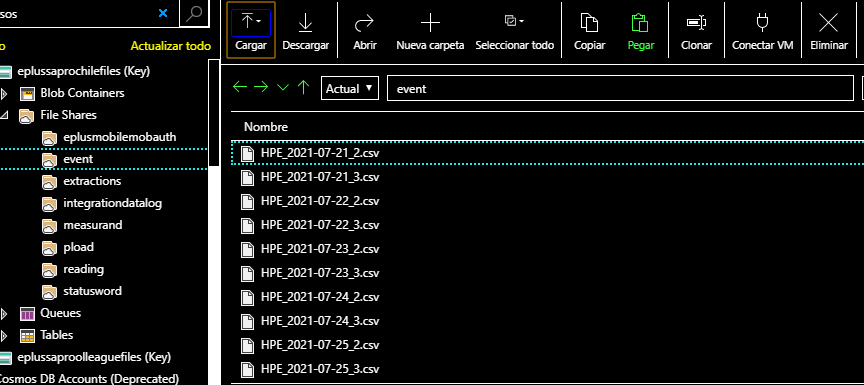 sos
o Actualizar todo
eplussaprochilefiles (Key)
Blob Containers
File Shares
eplusmobilemobauth
event
extractions
integrationdatalog
measurand
pload
reading
statusword
Queues
Tables
eplussaproolleaguefiles (Key)
Cosmos DB Accounts (Deprecated)
Cargar Descargar Abrir Nueva carpeta Seleccionar todo Copiar Pegar Clonar Conectar VM Eliminar
Actual event
Nombre
HPE_2021-07-21_2.csv
HPE_2021-07-21_3.csv
HPE_2021-07-22_2.csv
HPE_2021-07-22_3.csv
HPE_2021-07-23_2.csv
HPE_2021-07-23_3.csv
HPE_2021-07-24_2.csv
HPE_2021-07-24_3.csv
HPE_2021-07-25_2.csv
HPE_2021-07-25_3.csv